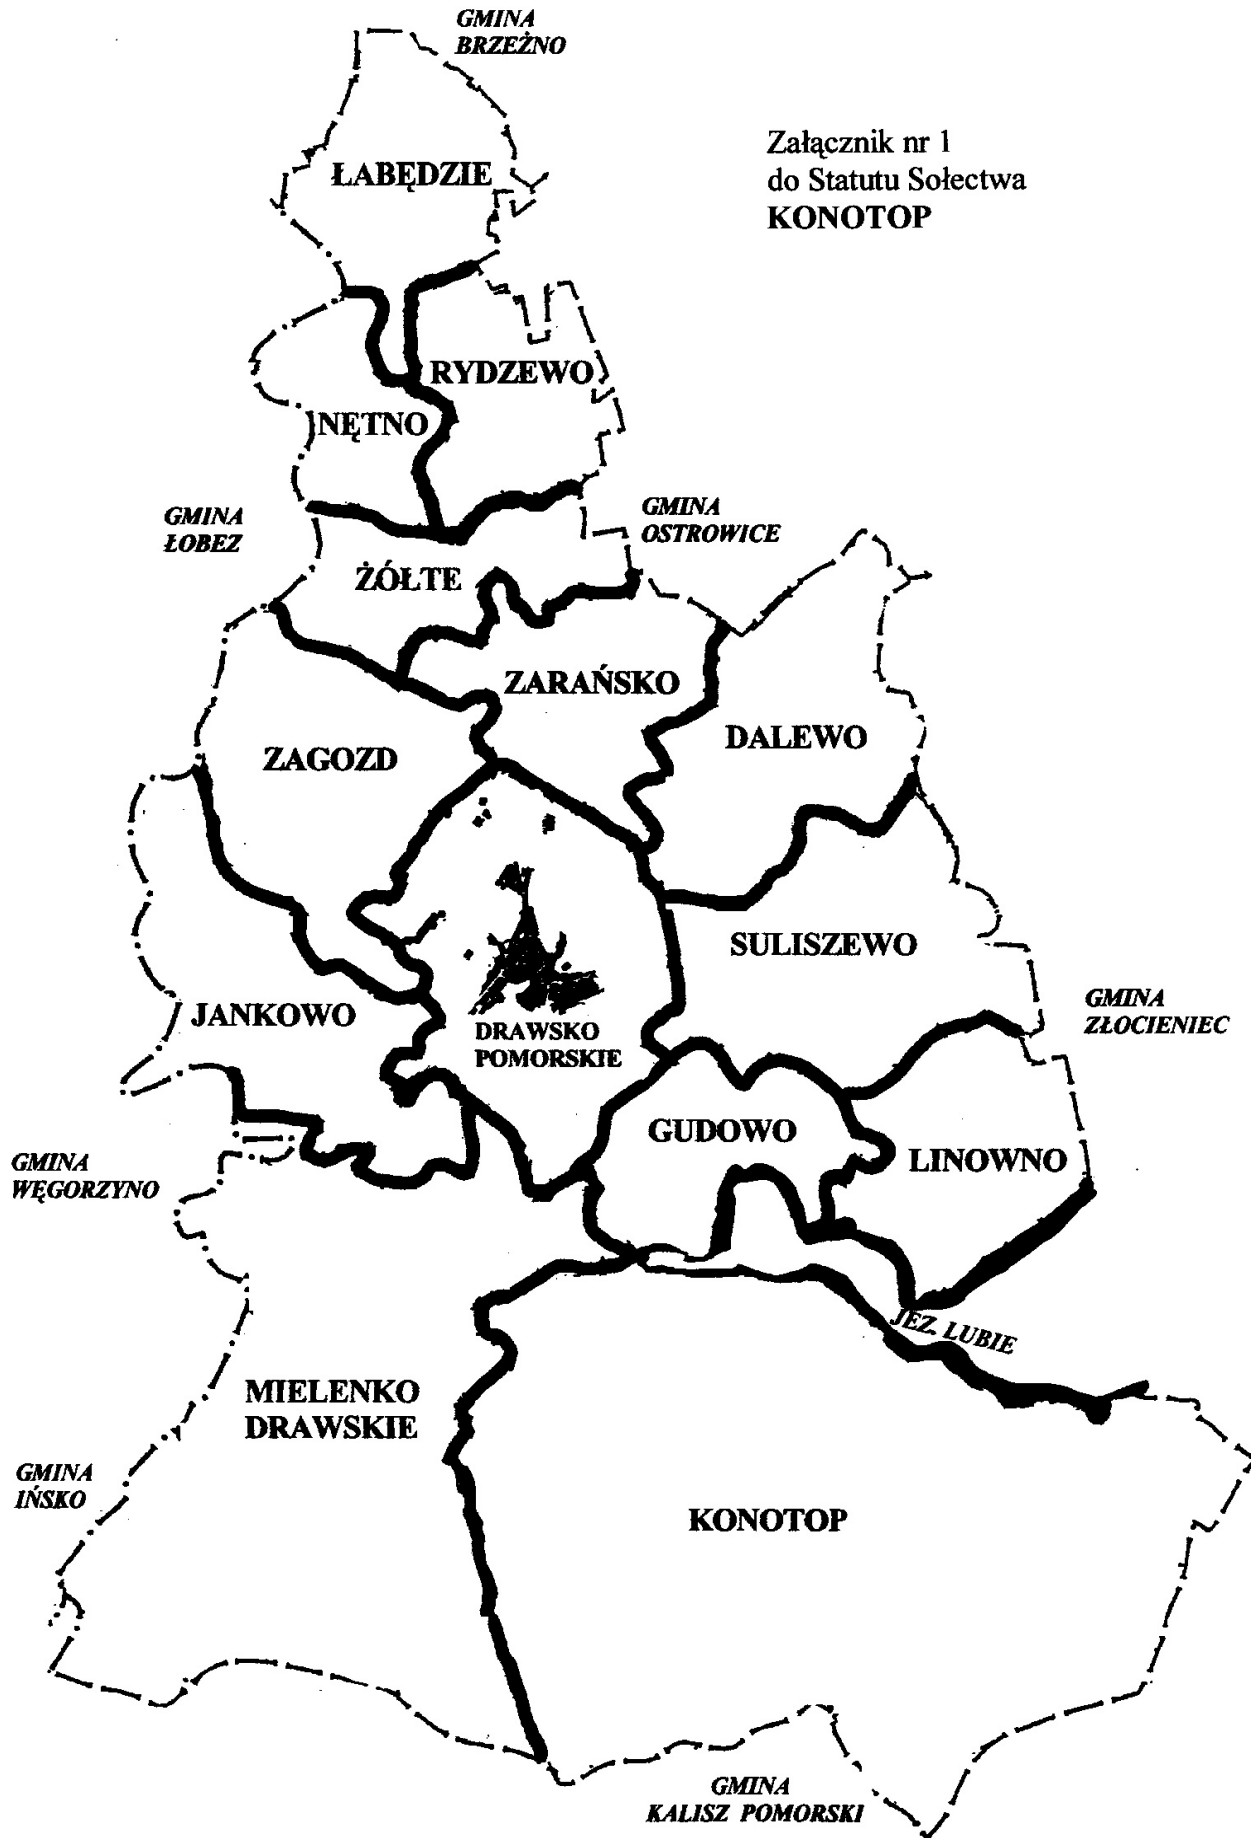 GMINA
BRZEŻNO
Załącznik nr 1
do Statutu Sołectwa
KONOTOP
ŁABĘDZIE
RYDZEWO
NĘTNO
GMINA
ŁOBEZ
GMINA
OSTROWICE
ŻÓŁTE
ZARAŃSKO
DALEWO
ZAGOZD
SULISZEWO
JANKOWO
DRAWSKO
POMORSKIE
GMINA
ZŁOCIENIEC
GUDOWO
LINOWNO
GMINA
WĘGORZYNO
JEZ. LUBIE
MIELENKO
DRAWSKIE
GMINA
IŃSKO
KONOTOP
GMINA
KALISZ POMORSKI